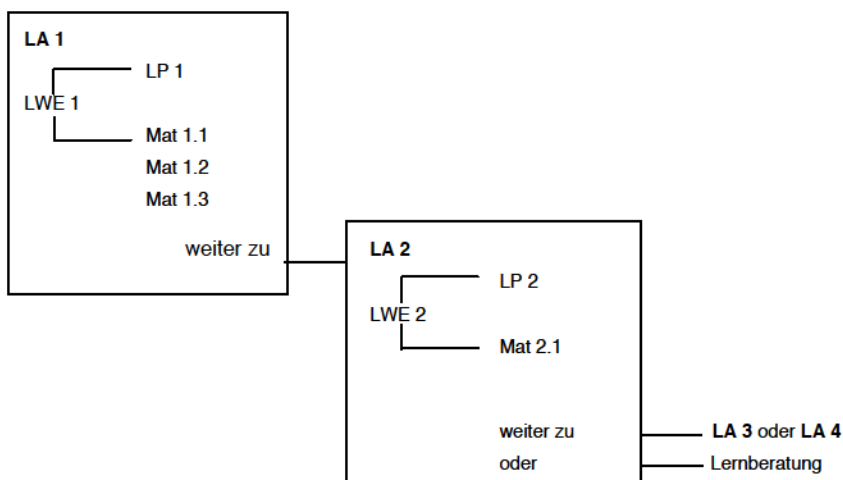 LA 1
LP 1
LWE 1
Mat 1.1
Mat 1.2
Mat 1.3
weiter zu
LA 2
LP 2
LWE 2
Mat 2.1
weiter zu LA 3 oder LA 4
oder Lernberatung